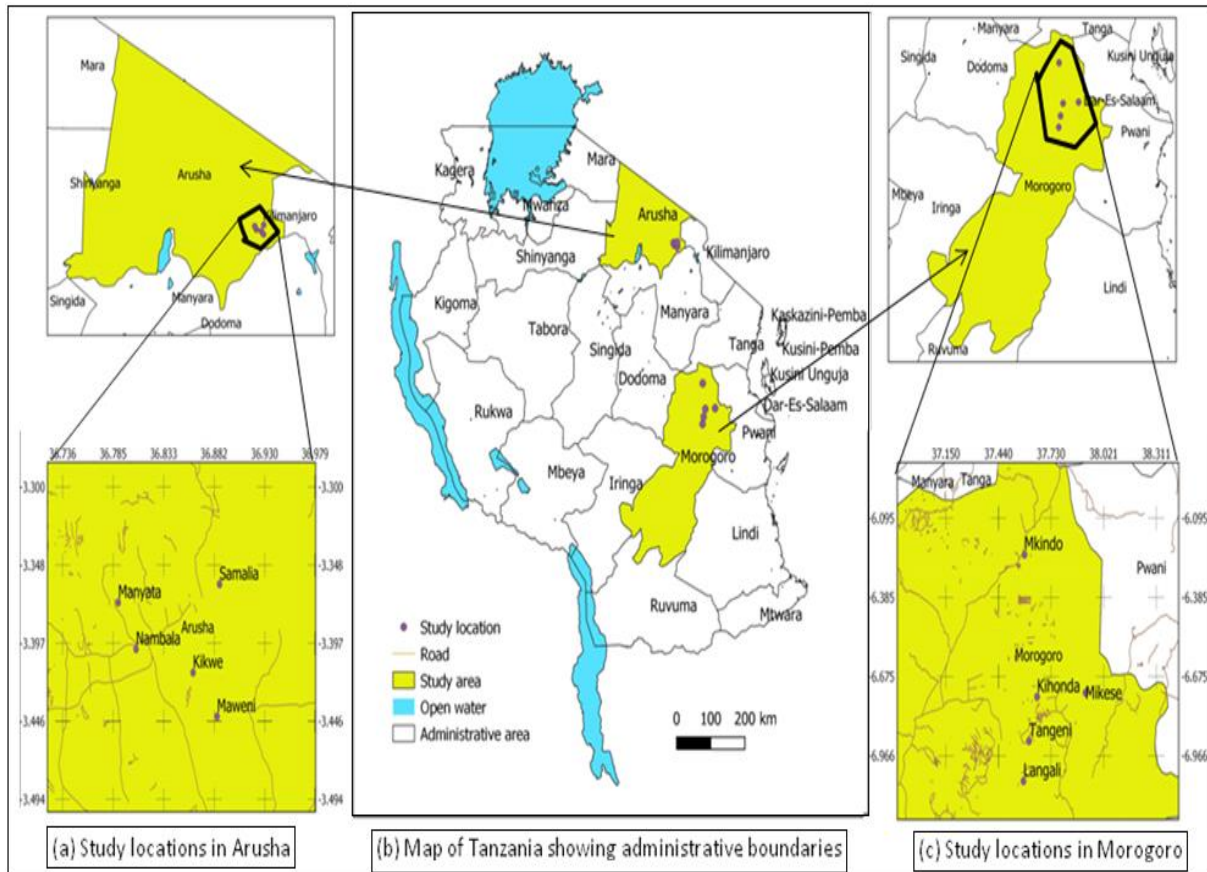 Mara
Arusha
Shinyanga
Kilimanjaro
Singida
Manyara
Dodoma
36.736 36.785 36.833 36.882 36.930 36.979
-3.300
-3.348
-3.397
-3.446
-3.494
-3.300
-3.348
-3.397
-3.446
-3.494
Samalia
Manyata
Arusha
Nambala
Kikwe
Maweni
(a) Study locations in Arusha
Kagera
Mara
Mwanza
Arusha
Shinyanga
Kilimanjaro
Kigoma
Tabora
Manyara
Singida
Kaskazini-Pemba
Tanga
Kusini-Pemba
Dodoma
Kusini Unguja
Rukwa
Dar-Es-Salaam
Pwani
Morogoro
Mbeya
Iringa
Lindi
Ruvuma
Mtwara
Study location
Road
Study area
Open water
Administrative area
0 100 200 km
(b) Map of Tanzania showing administrative boundaries
Manyara
Tanga
Singida
Kusini Unguja
Dodoma
Dar-Es-Salaam
Pwani
Mbeya
Morogoro
Iringa
Lindi
Ruvuma
37.150 37.440 37.730 38.021 38.311
Manyara Tanga
-6.095
-6.385
-6.675
-6.966
-6.095
-6.385
-6.675
-6.966
Mkindo
Pwani
Morogoro
Kihonda
Mikese
Tangeni
Langali
(c) Study locations in Morogoro